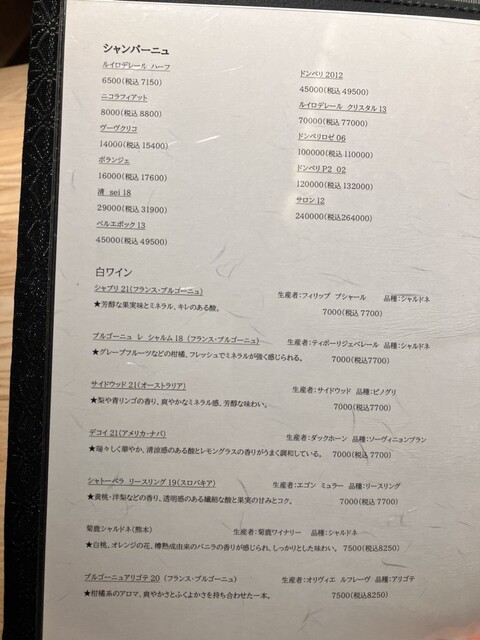 シャンパーニュ
ルイロデレール ハーフ
6500(税込 7150)
ニコラフィアット
8000(税込 8800)
ヴーヴクリコ
14000(税込 15400)
ボランジェ
16000(税込 17600)
清 sei 18
29000(税込 31900)
ベルエポック 13
45000(税込 49500)
ドンペリ 2012
45000(税込 49500)
ルイロデレール クリスタル 13
70000(税込 77000)
ドンペリロゼ 06
100000(税込 110000)
ドンペリ P2 02
120000(税込 132000)
サロン 12
240000(税込264000)
白ワイン
シャブリ 21(フランス・ブルゴーニュ) 生産者:フィリップ ブシャール 品種:シャルドネ
★芳醇な果実味とミネラル、キレのある酸。 7000(税込 7700)
ブルゴーニュ レ シャルム 18 (フランス・ブルゴーニュ) 生産者:ティボーリジェベレール 品種:シャルドネ
★グレープフルーツなどの柑橘、フレッシュでミネラルが強く感じられる。 7000(税込7700)
サイドウッド 21(オーストラリア) 生産者:サイドウッド 品種:ピノグリ
★梨や青リンゴの香り、爽やかなミネラル感、芳醇な味わい。 7000(税込7700)
デコイ 21(アメリカ・ナパ) 生産者:ダックホーン 品種:ソーヴィニョンブラン
★瑞々しく華やか、清涼感のある酸とレモングラスの香りがうまく調和している。 7000(税込 7700)
シャトーベラ リースリング 19(スロバキア) 生産者:エゴン ミュラー 品種:リースリング
★黄桃・洋梨などの香り、透明感のある繊細な酸と果実の甘みとコク。 7000(税込 7700)
菊鹿シャルドネ(熊本) 生産者:菊鹿ワイナリー 品種:シャルドネ
★白桃、オレンジの花、樽熟成由来のバニラの香りが感じられ、しっかりとした味わい。 7500(税込8250)
ブルゴーニュアリゴテ 20 (フランス・ブルゴーニュ) 生産者:オリヴィエ ルフレーヴ 品種:アリゴテ
★柑橘系のアロマ、爽やかさとふくよかさを持ち合わせた一本。 7500(税込8250)